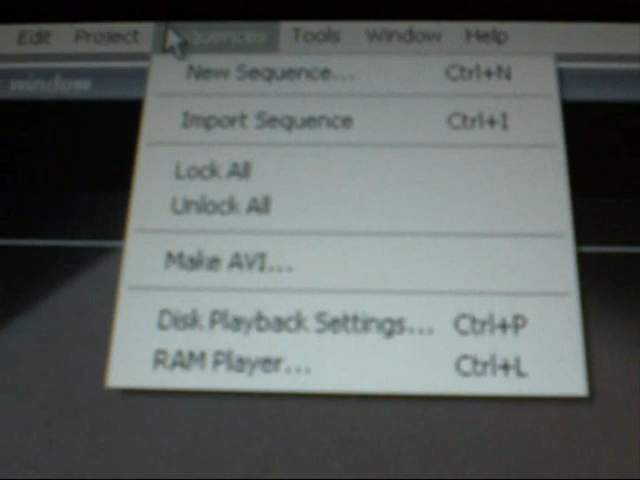 Edit Project Sequences Tools Window Help
window
New Sequence... Ctrl+N
Import Sequence Ctrl+I
Lock All
Unlock All
Make AVI...
Disk Playback Settings... Ctrl+P
RAM Player... Ctrl+L